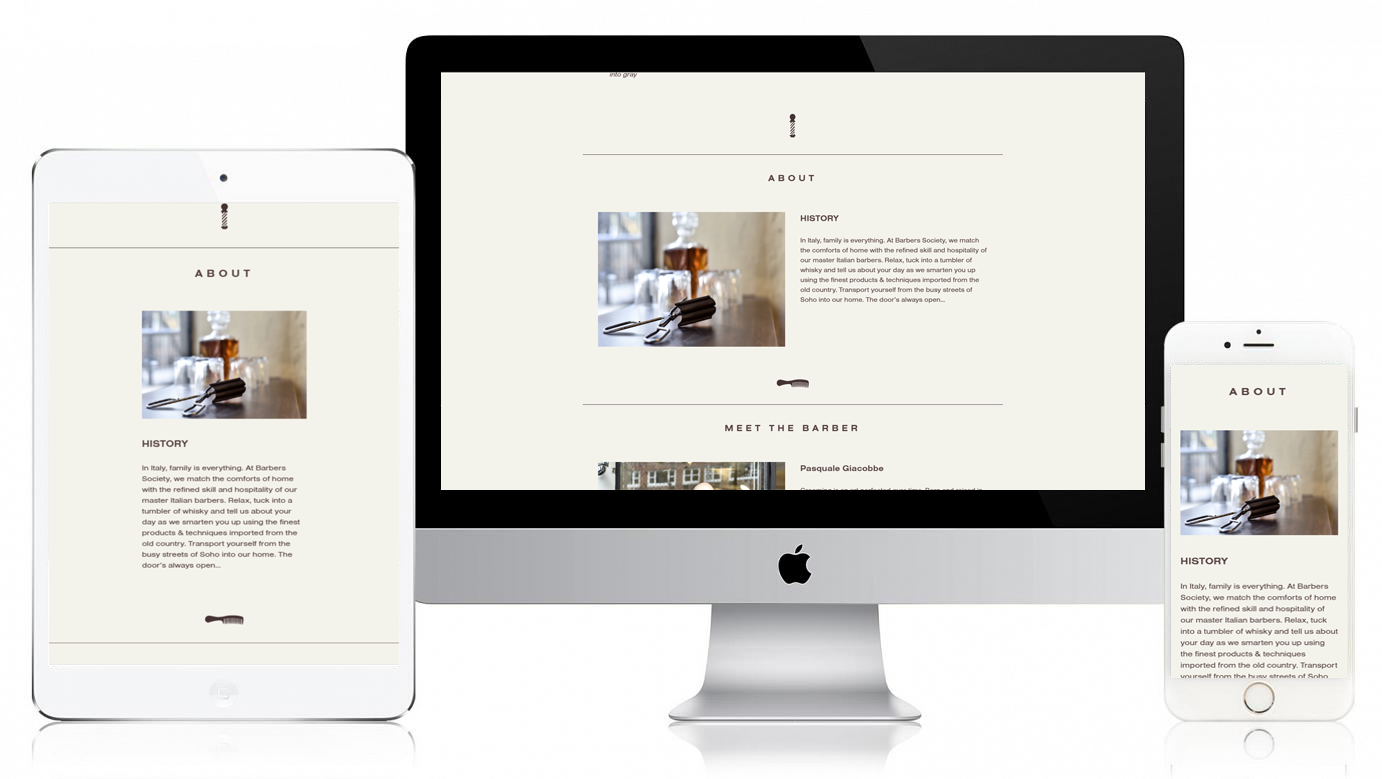 ABOUT
HISTORY
In Italy, family is everything. At Barbers
Society, we match the comforts of home
with the refined skill and hospitality of our
master Italian barbers. Relax, tuck into a
tumbler of whisky and tell us about your
day as we smarten you up using the finest
products & techniques imported from the
old country. Transport yourself from the
busy streets of Soho into our home. The
door's always open...
into gray
ABOUT
HISTORY
In Italy, family is everything. At Barbers Society, we match
the comforts of home with the refined skill and hospitality of
our master Italian barbers. Relax, tuck into a tumbler of
whisky and tell us about your day as we smarten you up
using the finest products & techniques imported from the
old country. Transport yourself from the busy streets of
Soho into our home. The door's always open...
MEET THE BARBER
Pasquale Giacobbe
ABOUT
HISTORY
In Italy, family is everything. At Barbers
Society, we match the comforts of home
with the refined skill and hospitality of
our master Italian barbers. Relax, tuck
into a tumbler of whisky and tell us about
your day as we smarten you up using
the finest products & techniques
imported from the old country. Transport
yourself from the busy streets of Soho